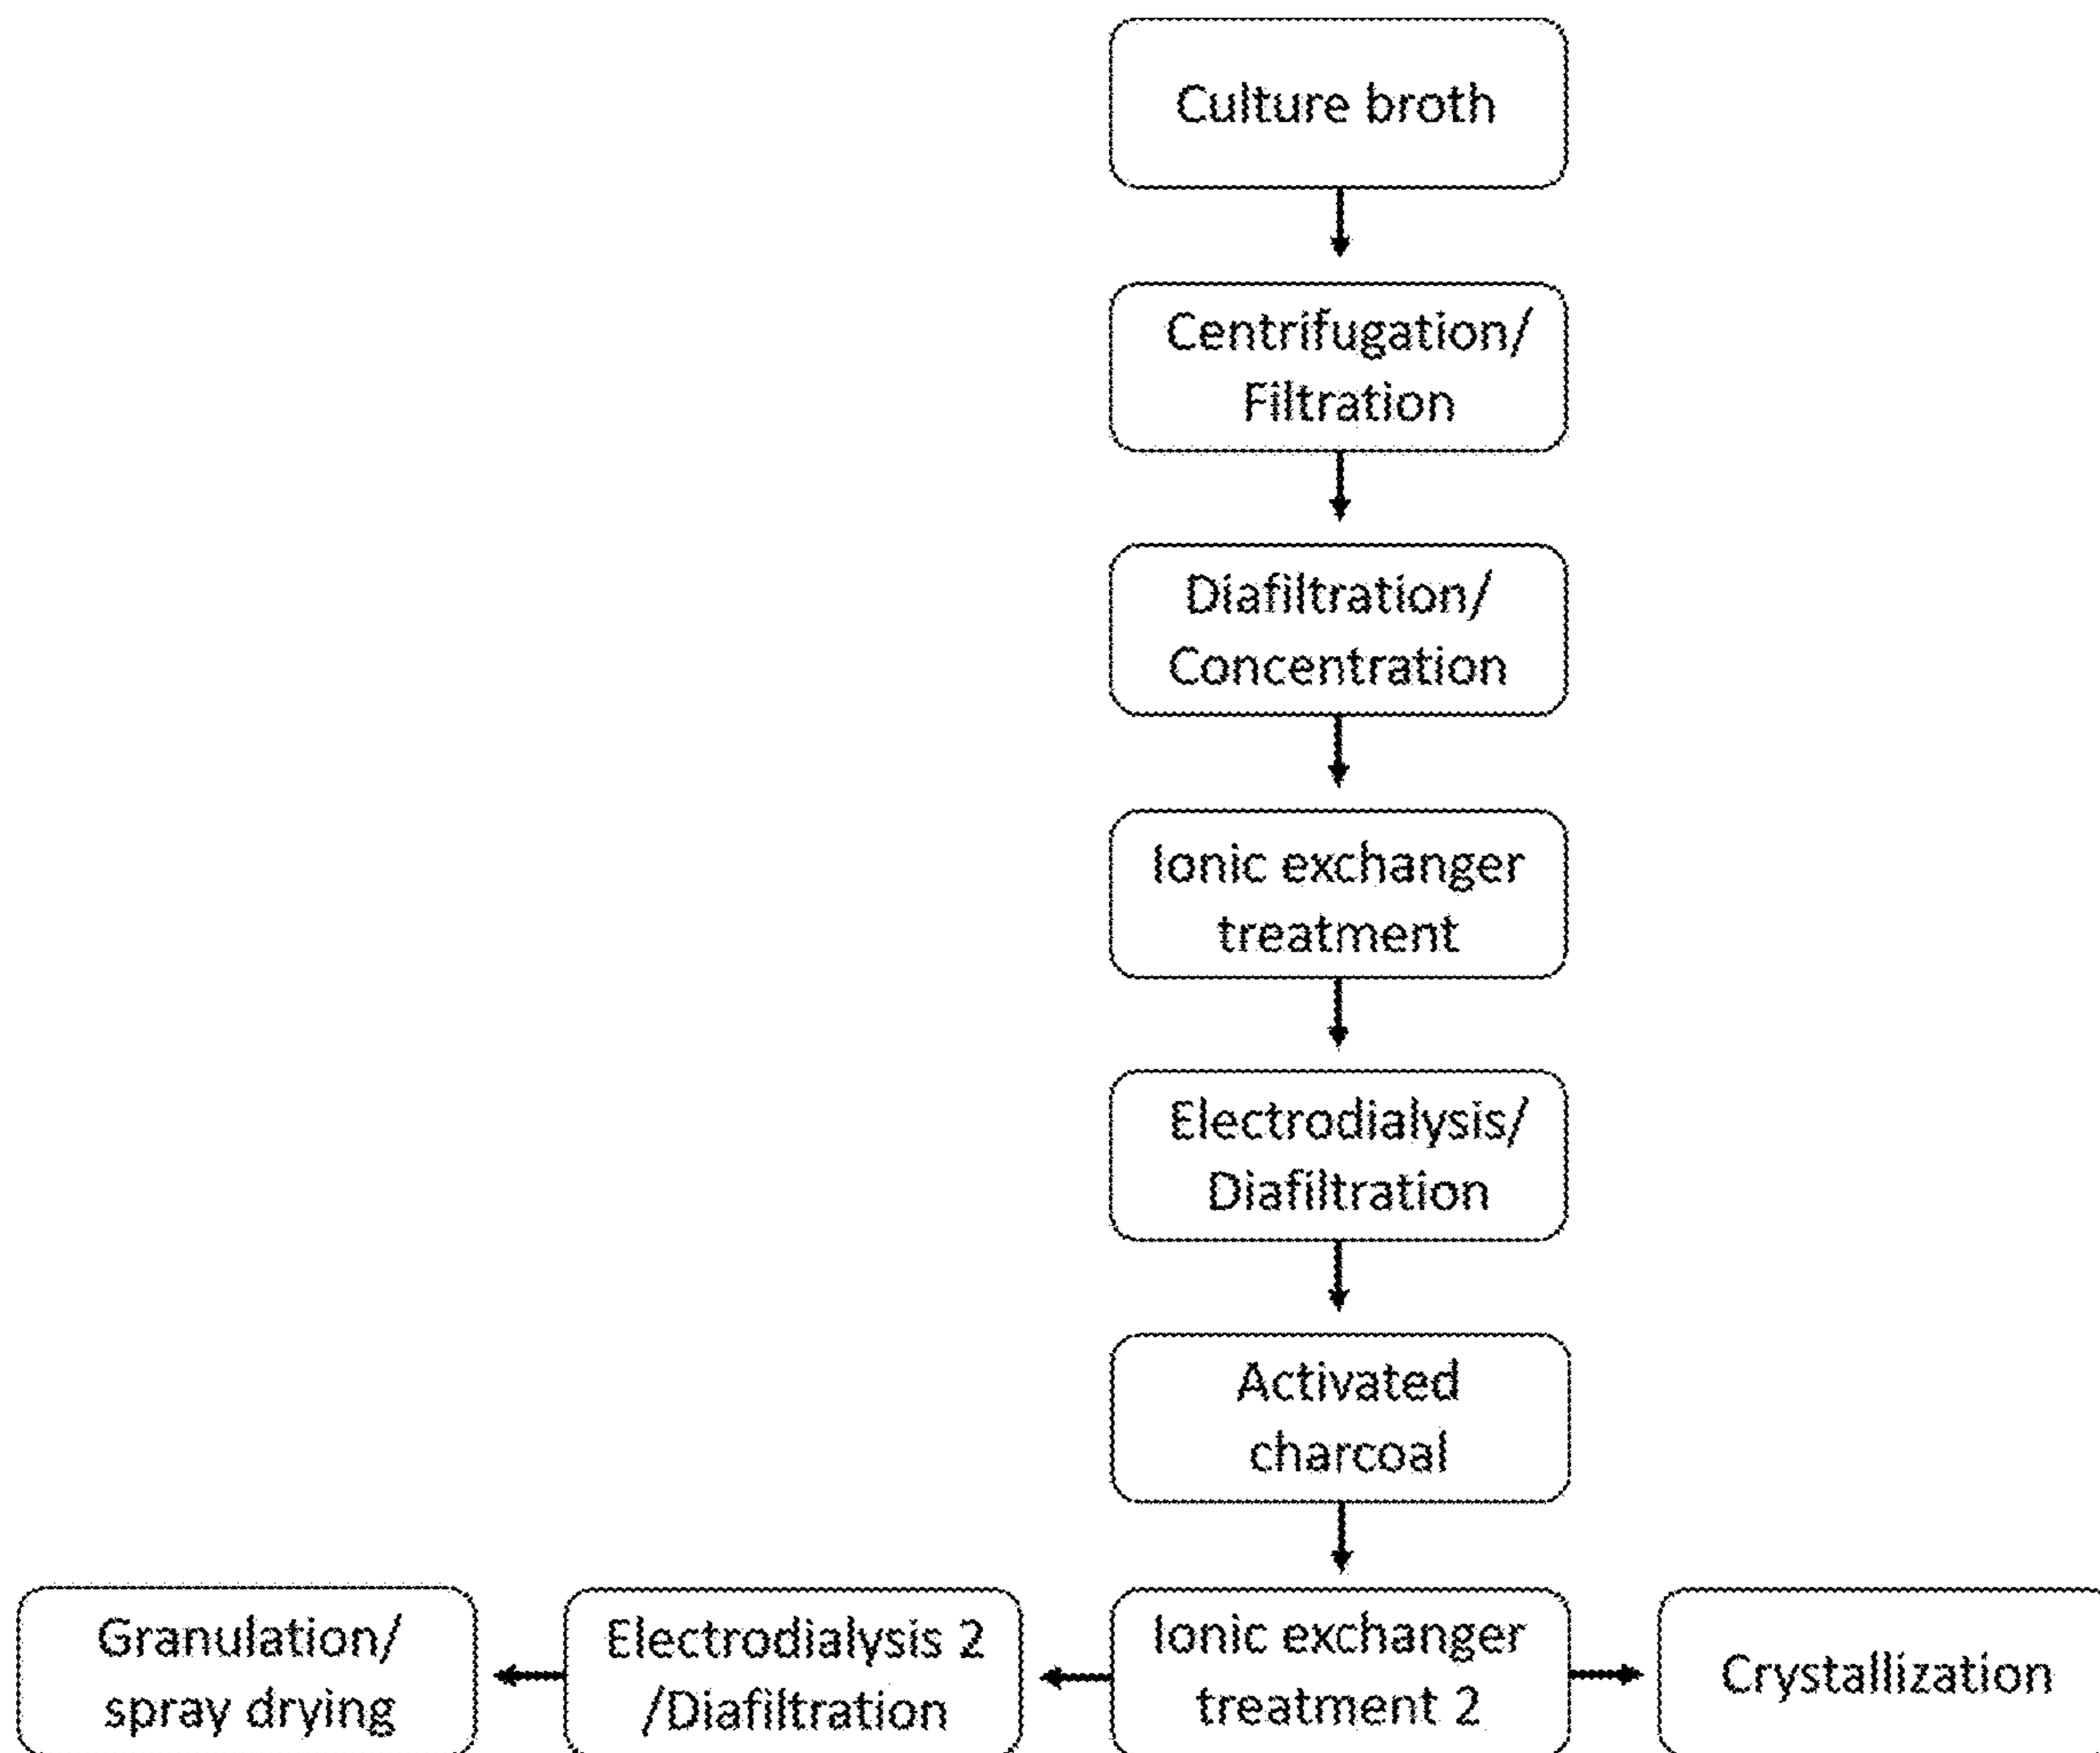 Culture broth
Centrifugation/
Filtration
Diafiltration/
Concentration
Ionic exchanger
treatment
Electrodialysis/
Diafiltration
Activated
charcoal
Granulation/
spray drying
Electrodialysis 2
/Diafiltration
Ionic exchanger
treatment 2
Crystallization